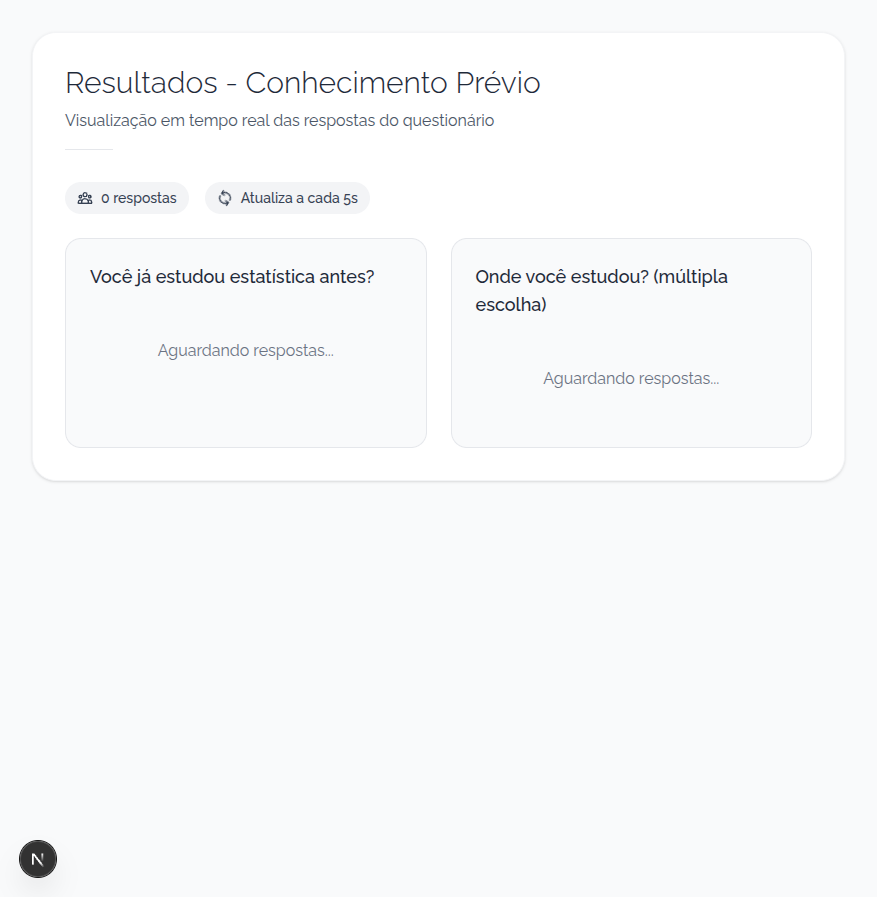 Resultados - Conhecimento Prévio
Visualização em tempo real das respostas do questionário
0 respostas
Atualiza a cada 5s
Você já estudou estatística antes?
Aguardando respostas...
Onde você estudou? (múltipla
escolha)
Aguardando respostas...
N